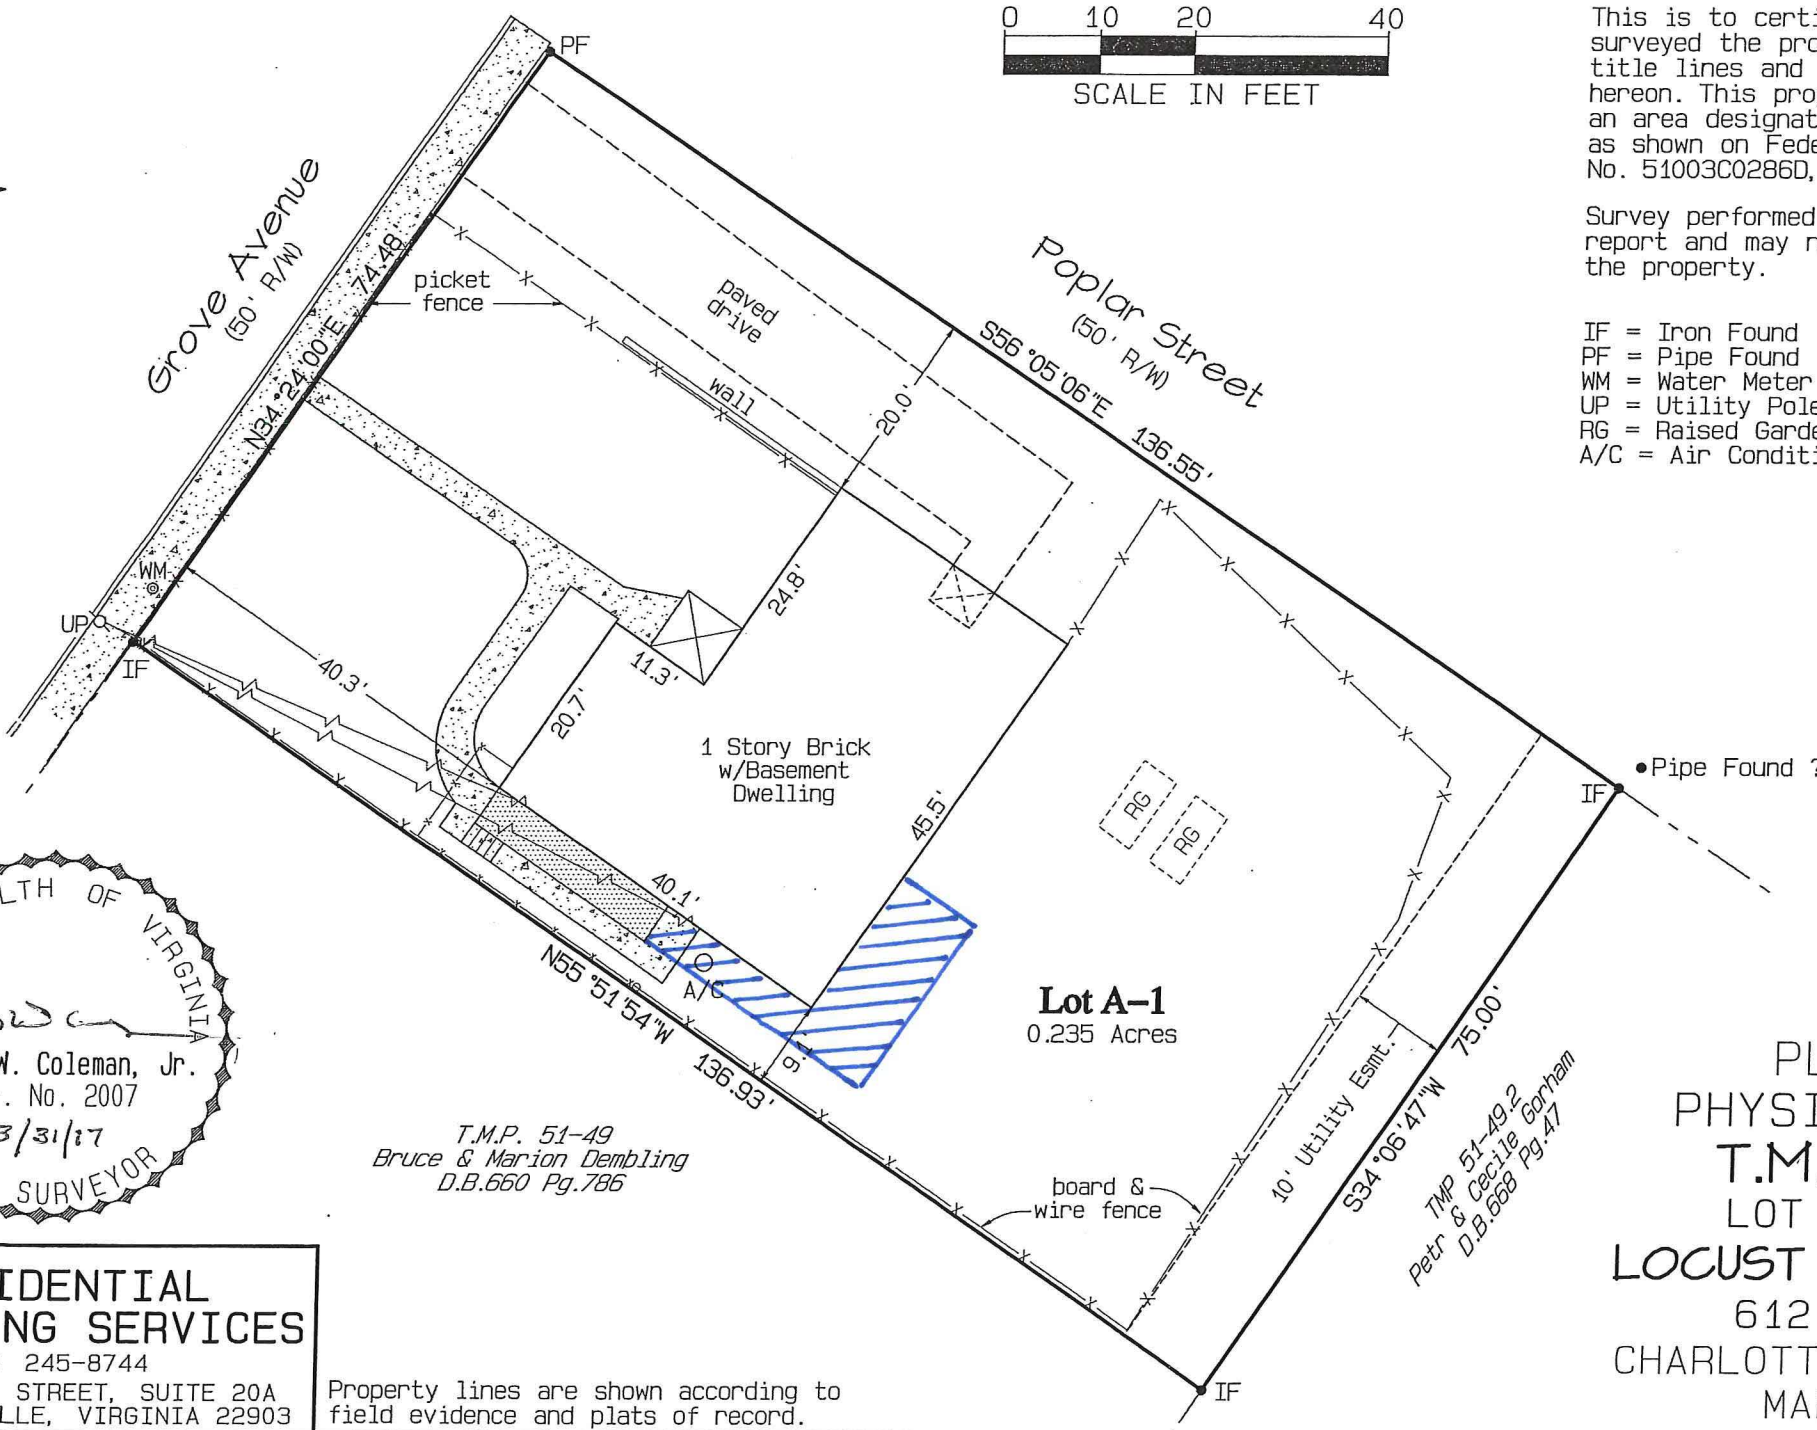 0 10 20 40
SCALE IN FEET
This is to certi
surveyed the pro
title lines and
hereon. This pro
an area designat
as shown on Fede
No. 51003C0286D,
Survey performed
report and may n
the property.
IF = Iron Found
PF = Pipe Found
WM = Water Meter
UP = Utility Pole
RG = Raised Garde
A/C = Air Conditi
PF
Grove Avenue
(50' R/W)
N34°24'00"E 74.48'
picket
fence
paved
drive
wall
20.0'
Poplar Street
(50' R/W)
S56°05'06"E 136.55'
WM
UP
IF
40.3'
20.7'
11.3'
24.8'
1 Story Brick
w/Basement
Dwelling
45.5'
40.1'
RG
RG
IF
Pipe Found
A/C
9.1'
N55°51'54"W 136.93'
Lot A-1
0.235 Acres
10' Utility Esmt.
S34°06'47"W 75.00'
TMP 51-49.2
Petr & Cecile Gorham
D.B.668 Pg.47
T.M.P. 51-49
Bruce & Marion Dembling
D.B.660 Pg.786
board &
wire fence
IF
LTH OF VIRGINIA
W. Coleman, Jr.
. No. 2007
3/31/17
SURVEYOR
IDENTIAL
NG SERVICES
245-8744
STREET, SUITE 20A
LLE, VIRGINIA 22903
Property lines are shown according to
field evidence and plats of record.
PL
PHYSI
T.M.
LOT
LOCUST
612
CHARLOTT
MA